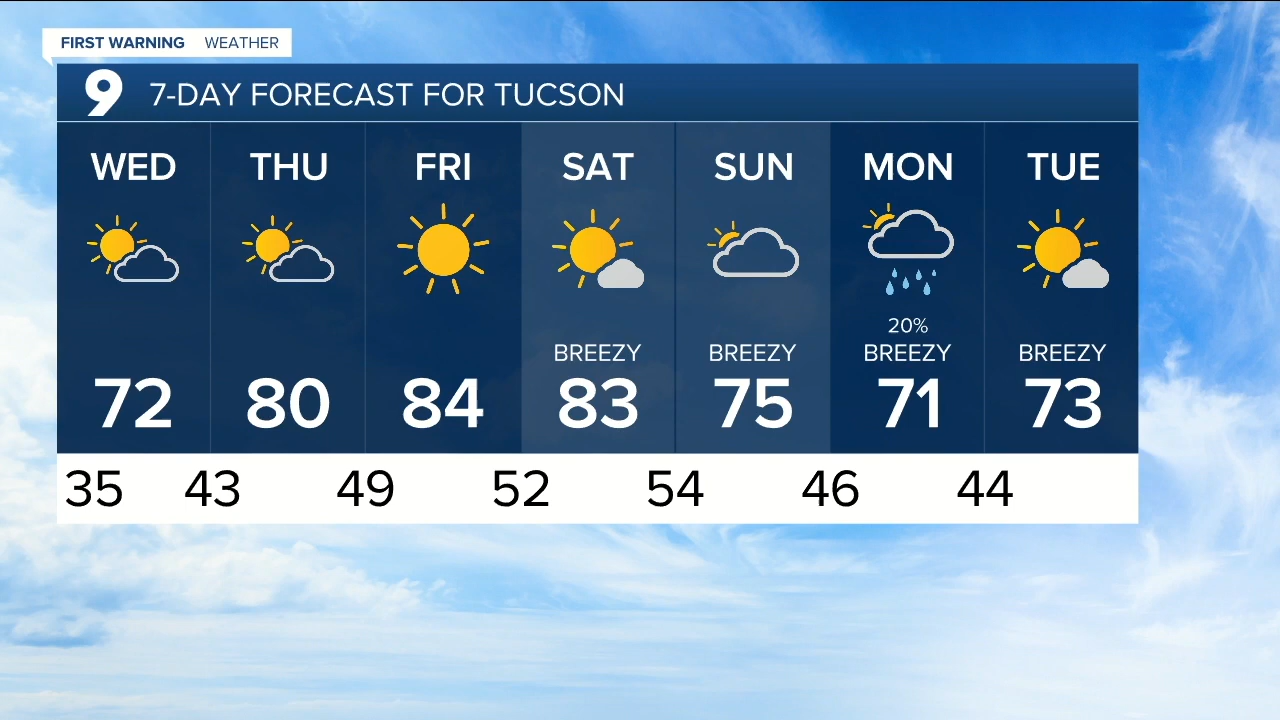 FIRST WARNING WEATHER
9 7-DAY FORECAST FOR TUCSON
WED THU FRI SAT SUN MON TUE
20%
BREEZY BREEZY BREEZY BREEZY
72 80 84 83 75 71 73
35 43 49 52 54 46 44